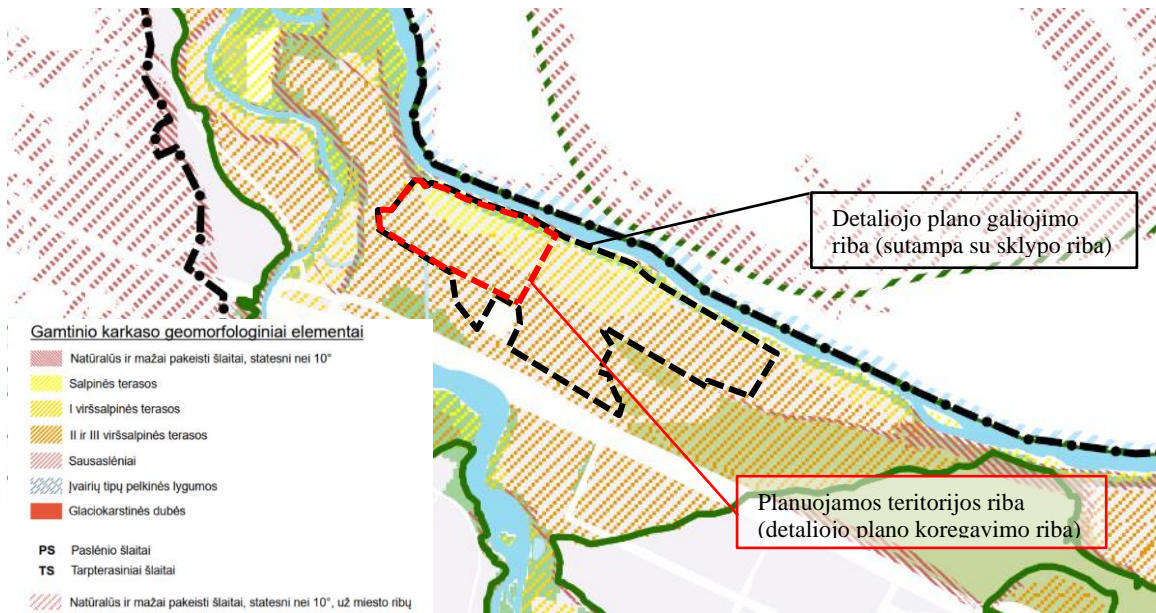 Detaliojo plano galiojimo
riba (sutampa su sklypo riba)
Gamtinio karkaso geomorfologiniai elementai
Natūralūs ir mažai pakeisti šlaitai, statesni nei 10°
Salpinės terasos
I viršsalpinės terasos
II ir III viršsalpinės terasos
Sausaslėniai
Įvairių tipų pelkinės lygumos
Glaciokarstinės dubės
PS Paslėnio šlaitai
TS Tarpterasiniai šlaitai
Natūralūs ir mažai pakeisti šlaitai, statesni nei 10°, už miesto ribų
Planuojamos teritorijos riba
(detaliojo plano koregavimo riba)